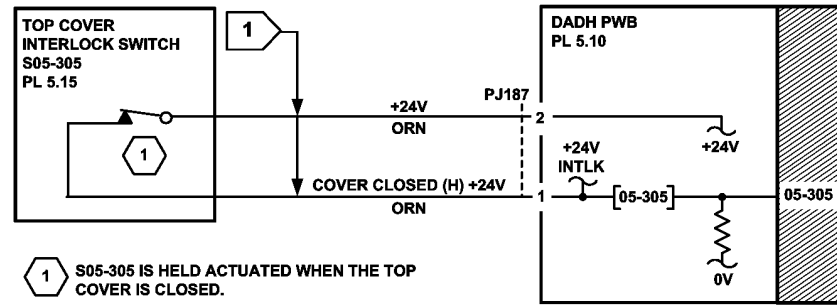 TOP COVER
INTERLOCK SWITCH
S05-305
PL 5.15
1
1
+24V
ORN
COVER CLOSED (H) +24V
ORN
PJ187
2
1
DADH PWB
PL 5.10
+24V
INTLK
+24V
[05-305]
05-305
0V
1 S05-305 IS HELD ACTUATED WHEN THE TOP
COVER IS CLOSED.